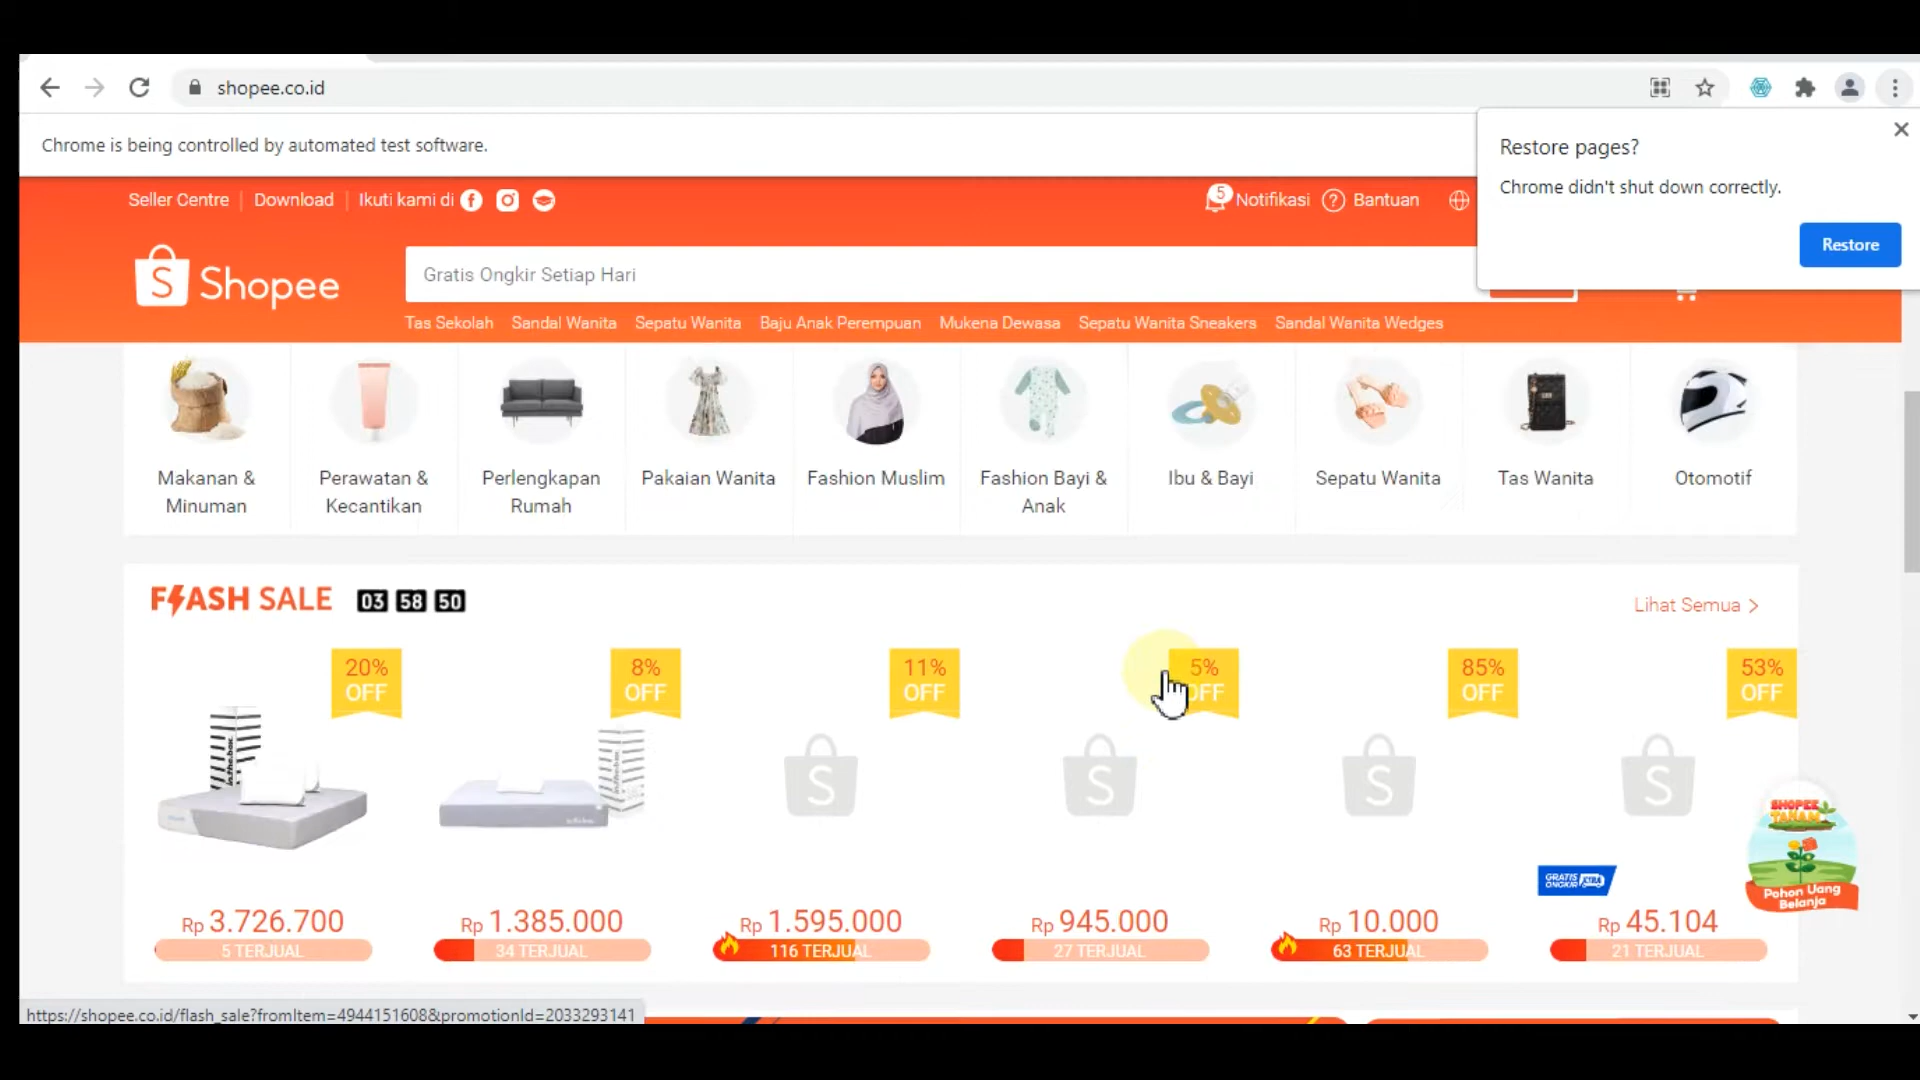 shopee.co.id
Chrome is being controlled by automated test software.
Restore pages?
Chrome didn't shut down correctly.
Restore
Seller Centre Download Ikuti kami di
5 Notifikasi Bantuan
Shopee
Gratis Ongkir Setiap Hari
Tas Sekolah Sandal Wanita Sepatu Wanita Baju Anak Perempuan Mukena Dewasa Sepatu Wanita Sneakers Sandal Wanita Wedges
Makanan & Minuman
Perawatan & Kecantikan
Perlengkapan Rumah
Pakaian Wanita
Fashion Muslim
Fashion Bayi & Anak
Ibu & Bayi
Sepatu Wanita
Tas Wanita
Otomotif
FLASH SALE 03 58 50
Lihat Semua >
20% OFF
8% OFF
11% OFF
5% OFF
85% OFF
53% OFF
in.the.box
GRATIS ONGKIR XTRA
SHOPEE TANAM
Pohon Uang Belanja
Rp 3.726.700
Rp 1.385.000
Rp 1.595.000
Rp 945.000
Rp 10.000
Rp 45.104
5 TERJUAL
34 TERJUAL
116 TERJUAL
27 TERJUAL
63 TERJUAL
21 TERJUAL
https://shopee.co.id/flash_sale?fromItem=4944151608&promotionId=2033293141